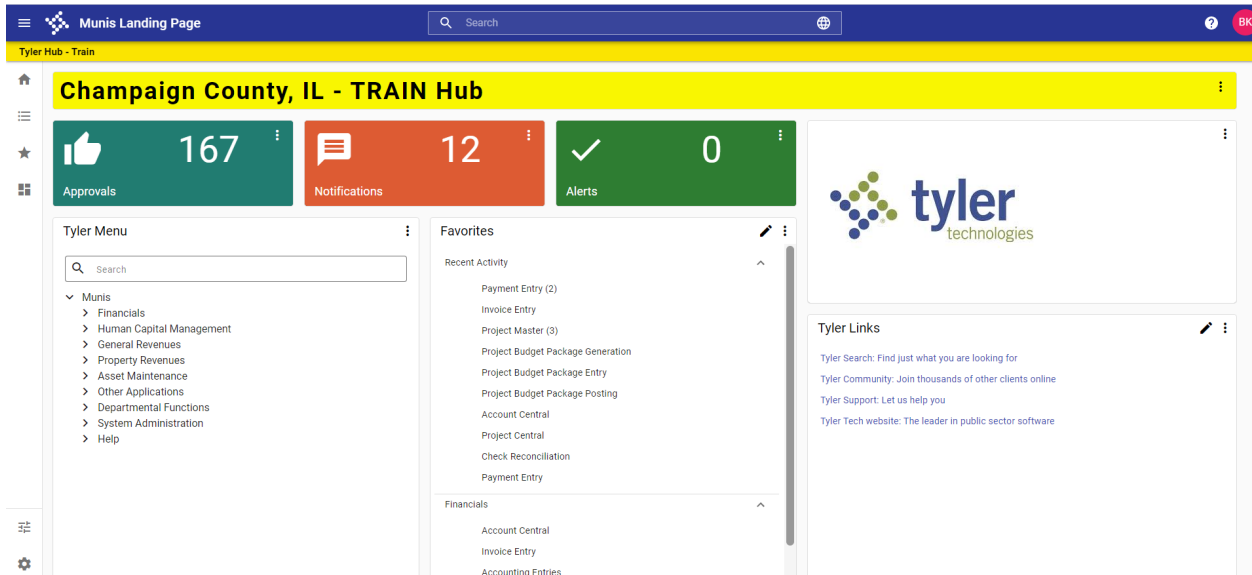 Munis Landing Page
Search
?
BK
Tyler Hub - Train
Champaign County, IL - TRAIN Hub
167
Approvals
12
Notifications
0
Alerts
tyler
technologies
Tyler Menu
Search
Munis
Financials
Human Capital Management
General Revenues
Property Revenues
Asset Maintenance
Other Applications
Departmental Functions
System Administration
Help
Favorites
Recent Activity
Payment Entry (2)
Invoice Entry
Project Master (3)
Project Budget Package Generation
Project Budget Package Entry
Project Budget Package Posting
Account Central
Project Central
Check Reconciliation
Payment Entry
Financials
Account Central
Invoice Entry
Accounting Entries
Tyler Links
Tyler Search: Find just what you are looking for
Tyler Community: Join thousands of other clients online
Tyler Support: Let us help you
Tyler Tech website: The leader in public sector software